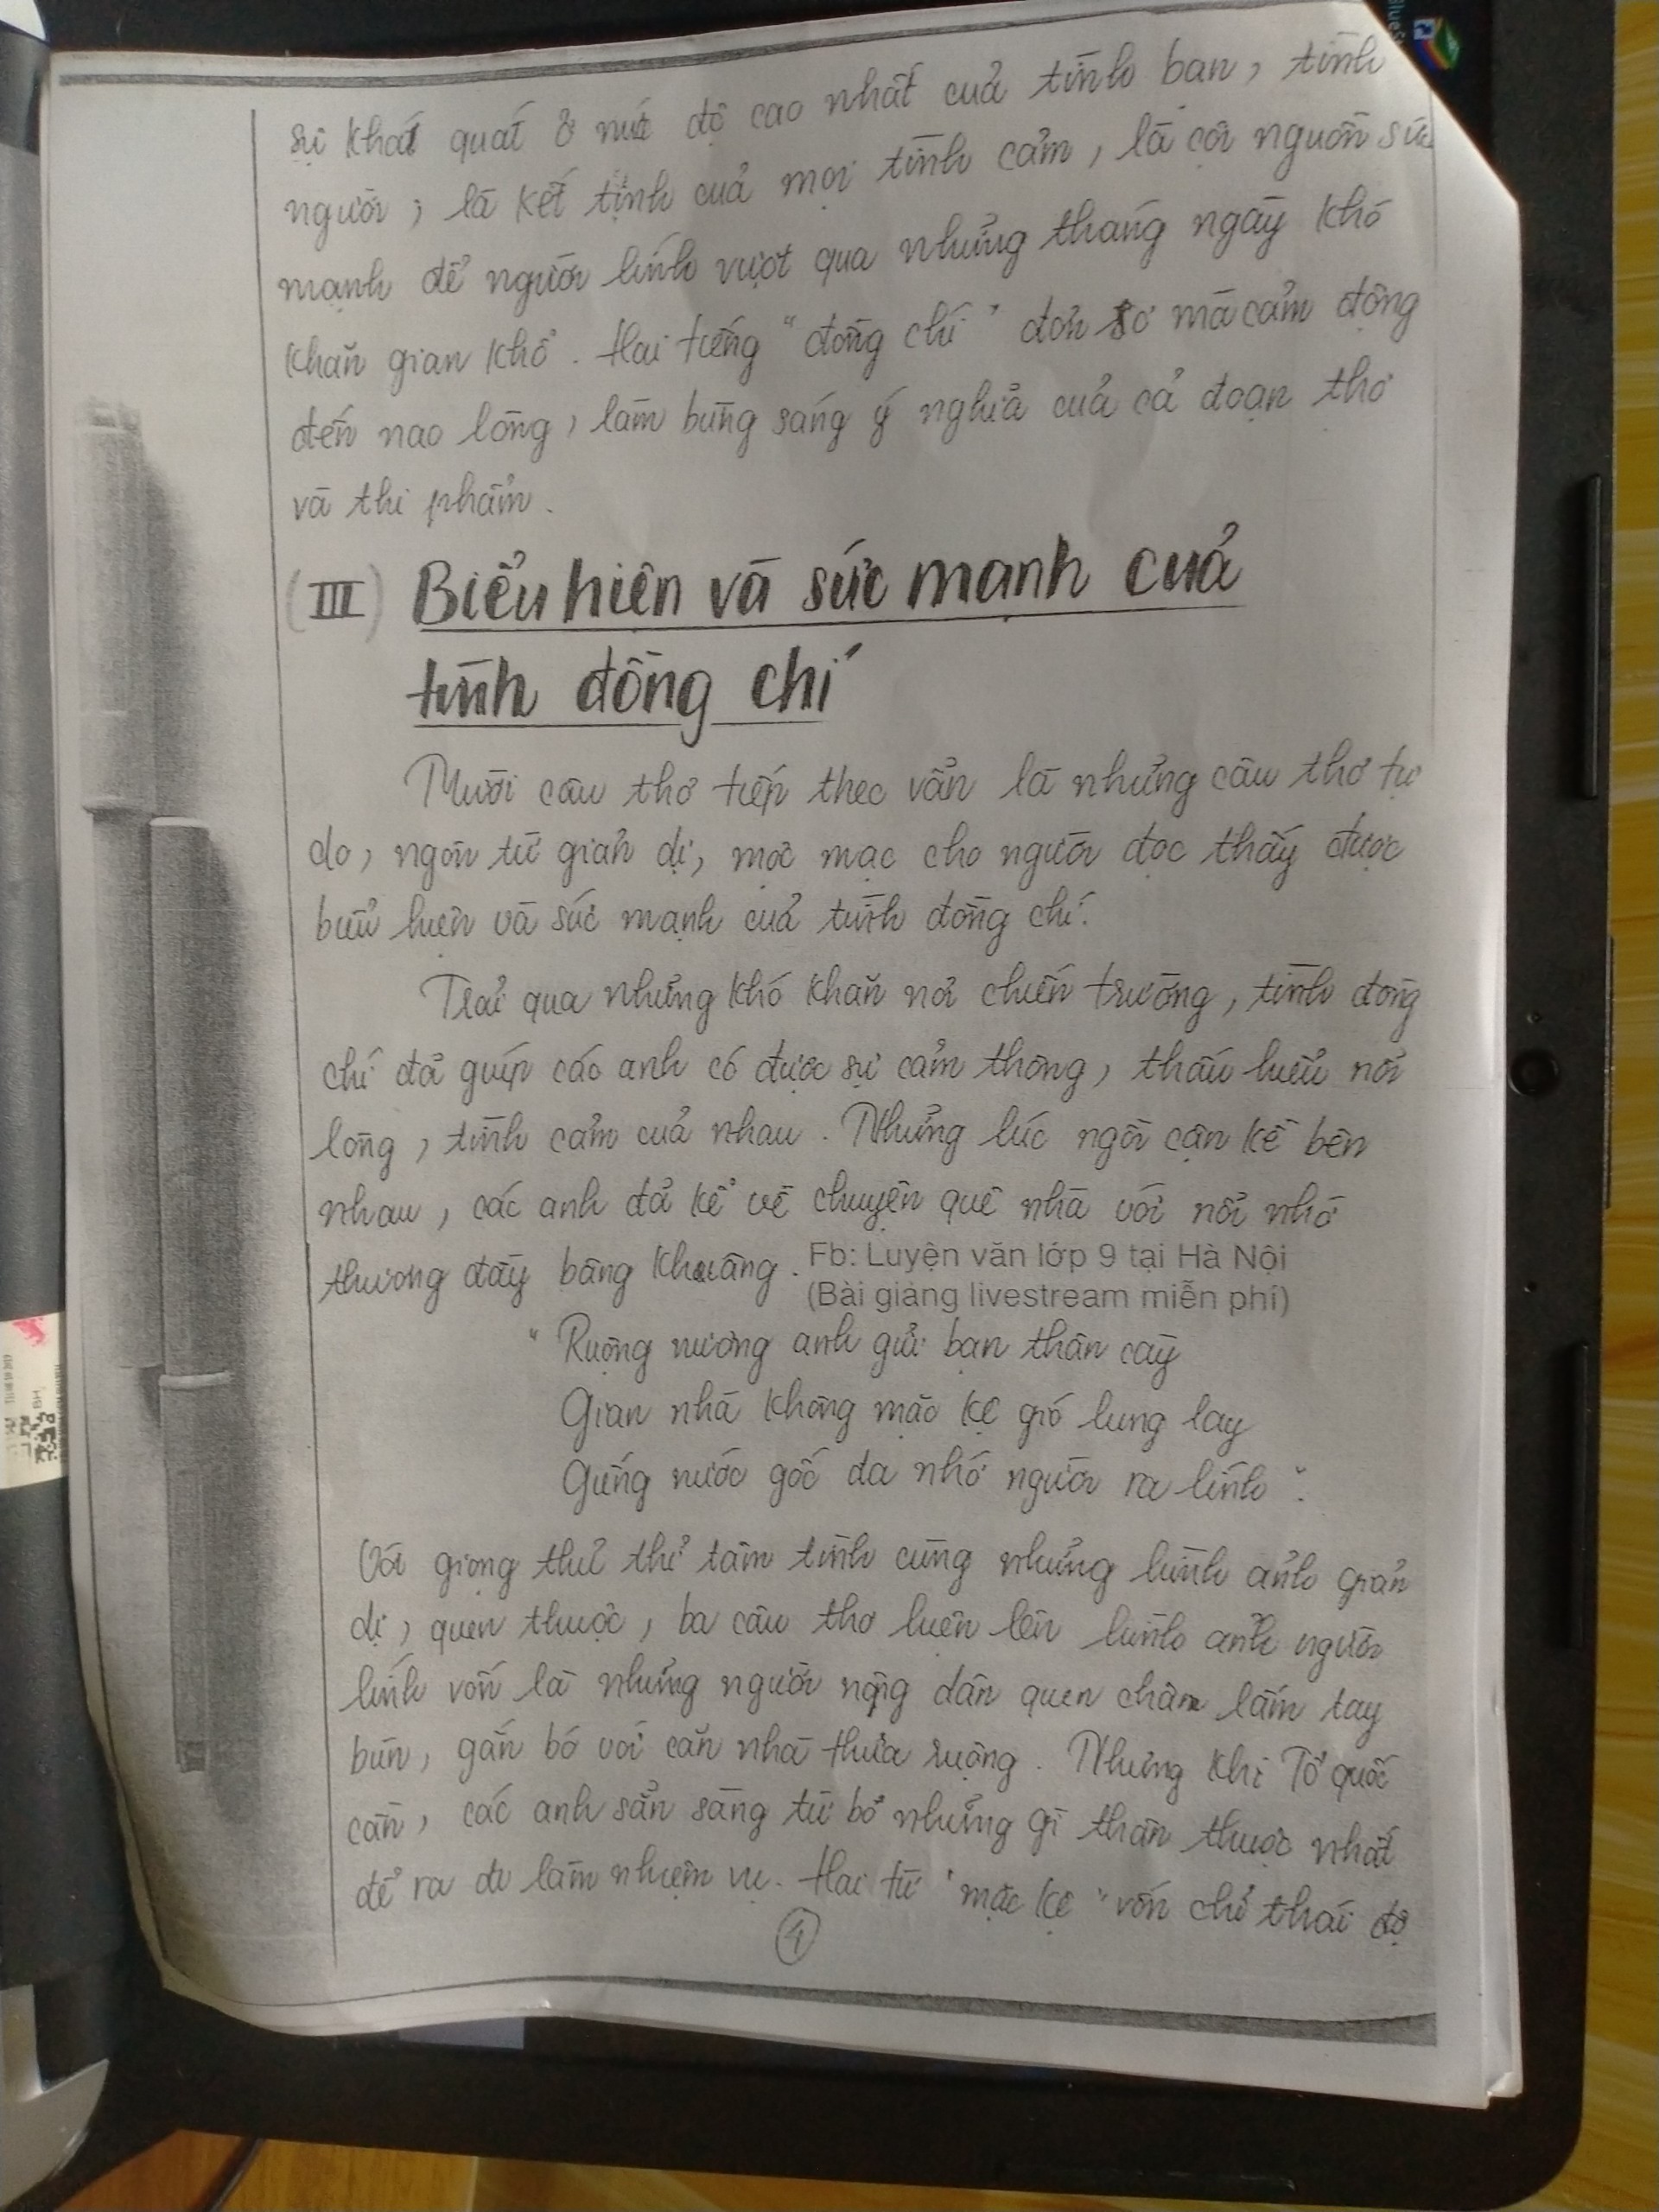 sự khái quát ở mức độ cao nhất của tình bạn, tình
người, là kết tinh của mọi tình cảm, là cội nguồn sức
mạnh để người lính vượt qua những tháng ngày khó
khăn gian khổ. Hai tiếng "đồng chí" đơn sơ mà cảm động
đến nao lòng, làm bừng sáng ý nghĩa của cả đoạn thơ
và thi phẩm.
(III) Biểu hiện và sức mạnh của
tình đồng chí
Mười câu thơ tiếp theo vẫn là những câu thơ tự
do, ngôn từ giản dị, mộc mạc cho người đọc thấy được
biểu hiện và sức mạnh của tình đồng chí.
Trải qua những khó khăn nơi chiến trường, tình đồng
chí đã giúp các anh có được sự cảm thông, thấu hiểu nỗi
lòng, tình cảm của nhau. Những lúc ngồi cận kề bên
nhau, các anh đã kể về chuyện quê nhà với nỗi nhớ
thương đầy bâng khuâng.
Fb: Luyện văn lớp 9 tại Hà Nội
(Bài giảng livestream miễn phí)
"Ruộng nương anh gửi bạn thân cày
Gian nhà không mặc kệ gió lung lay
Giếng nước gốc đa nhớ người ra lính".
Với giọng thủ thỉ tâm tình cùng những hình ảnh giản
dị, quen thuộc, ba câu thơ hiện lên hình ảnh người
lính vốn là những người nông dân quen chân lấm tay
bùn, gắn bó với căn nhà thửa ruộng. Nhưng khi Tổ quốc
cần, các anh sẵn sàng từ bỏ những gì thân thuộc nhất
để ra đi làm nhiệm vụ. Hai từ "mặc kệ" vốn chỉ thái độ